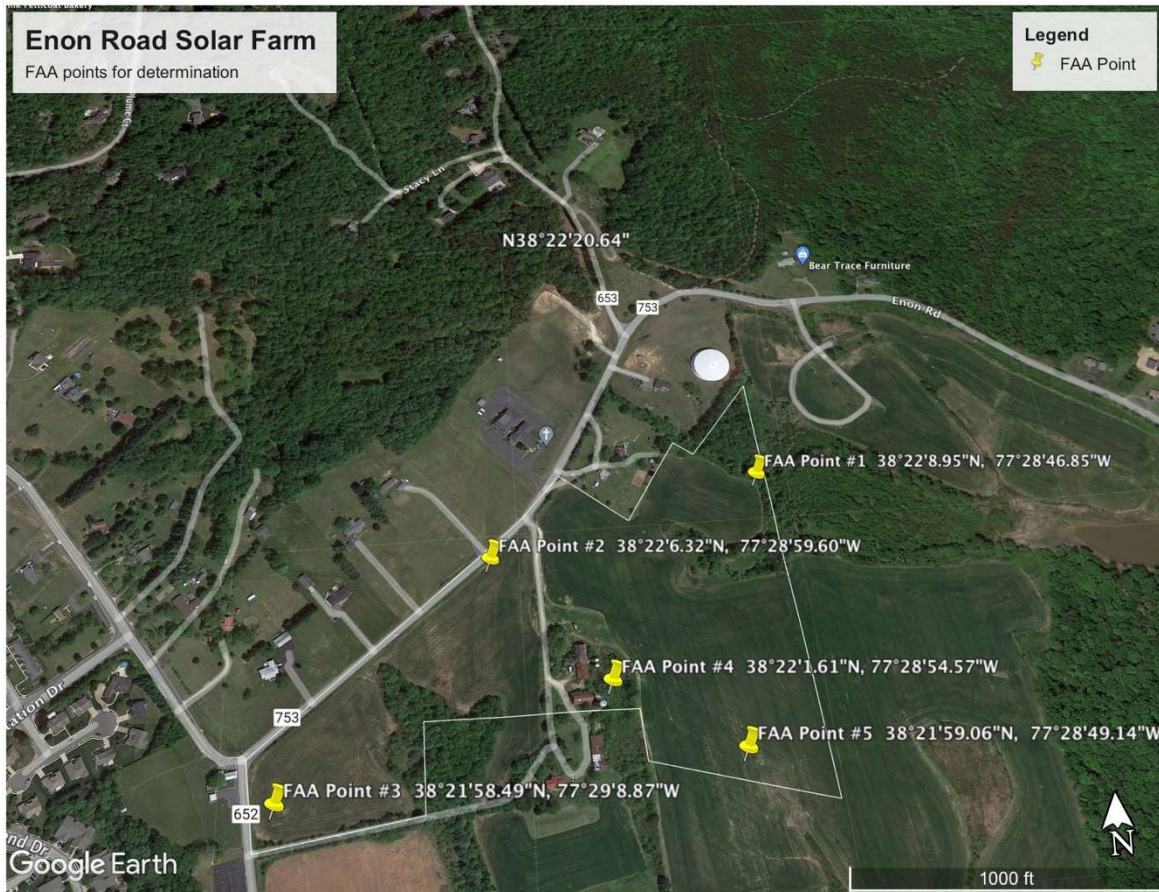 Enon Road Solar Farm
FAA points for determination
Legend
FAA Point
Stacy Ln
N38°22'20.64"
Bear Trace Furniture
653
753
Enon Rd
FAA Point #1 38°22'8.95"N, 77°28'46.85"W
FAA Point #2 38°22'6.32"N, 77°28'59.60"W
FAA Point #4 38°22'1.61"N, 77°28'54.57"W
753
FAA Point #5 38°21'59.06"N, 77°28'49.14"W
FAA Point #3 38°21'58.49"N, 77°29'8.87"W
652
Google Earth
1000 ft
N